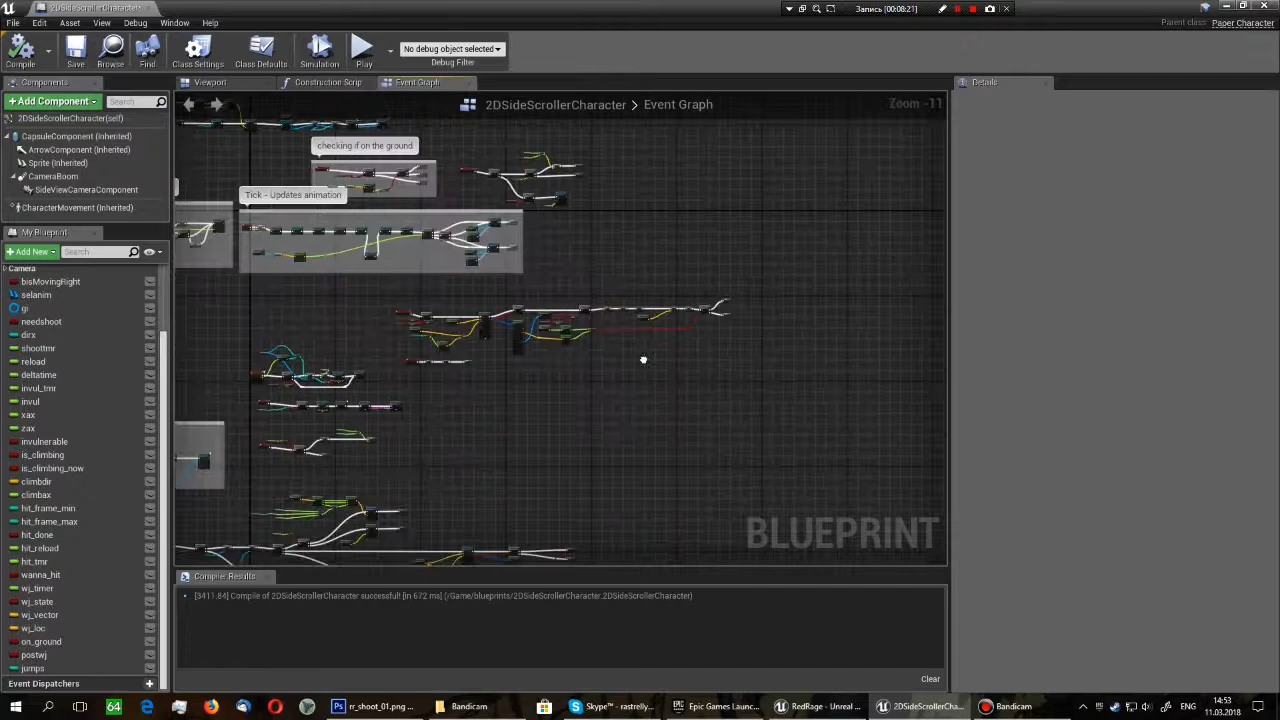 2DSideScrollerCharacter
Запись [00:08:21]
File Edit Asset View Debug Window Help
Parent class: Paper Character
Compile
Save
Browse
Find
Class Settings
Class Defaults
Simulation
Play
No debug object selected
Debug Filter
Components
Viewport
Construction Scrip
Event Graph
Details
+Add Component
Search
2DSideScrollerCharacter > Event Graph
Zoom -11
2DSideScrollerCharacter(self)
CapsuleComponent (Inherited)
ArrowComponent (Inherited)
Sprite (Inherited)
CameraBoom
SideViewCameraComponent
CharacterMovement (Inherited)
checking if on the ground
Tick - Updates animation
My Blueprint
+Add New
Search
Camera
bisMovingRight
selanim
gi
needshoot
dirx
shoottmr
reload
deltatime
invul_tmr
invul
xax
zax
invulnerable
is_climbing
is_climbing_now
climbdir
climbax
hit_frame_min
hit_frame_max
hit_done
hit_reload
hit_tmr
wanna_hit
wj_timer
wj_state
wj_vector
wj_loc
on_ground
postwj
jumps
Event Dispatchers
BLUEPRINT
Compiler Results
[3411.84] Compile of 2DSideScrollerCharacter successful! [in 672 ms] (/Game/blueprints/2DSideScrollerCharacter.2DSideScrollerCharacter)
Clear
64
rr_shoot_01.png ...
Bandicam
Skype™ - rastrelly...
Epic Games Launc...
RedRage - Unreal ...
2DSideScrollerCha...
Bandicam
ENG
14:53
11.03.2018